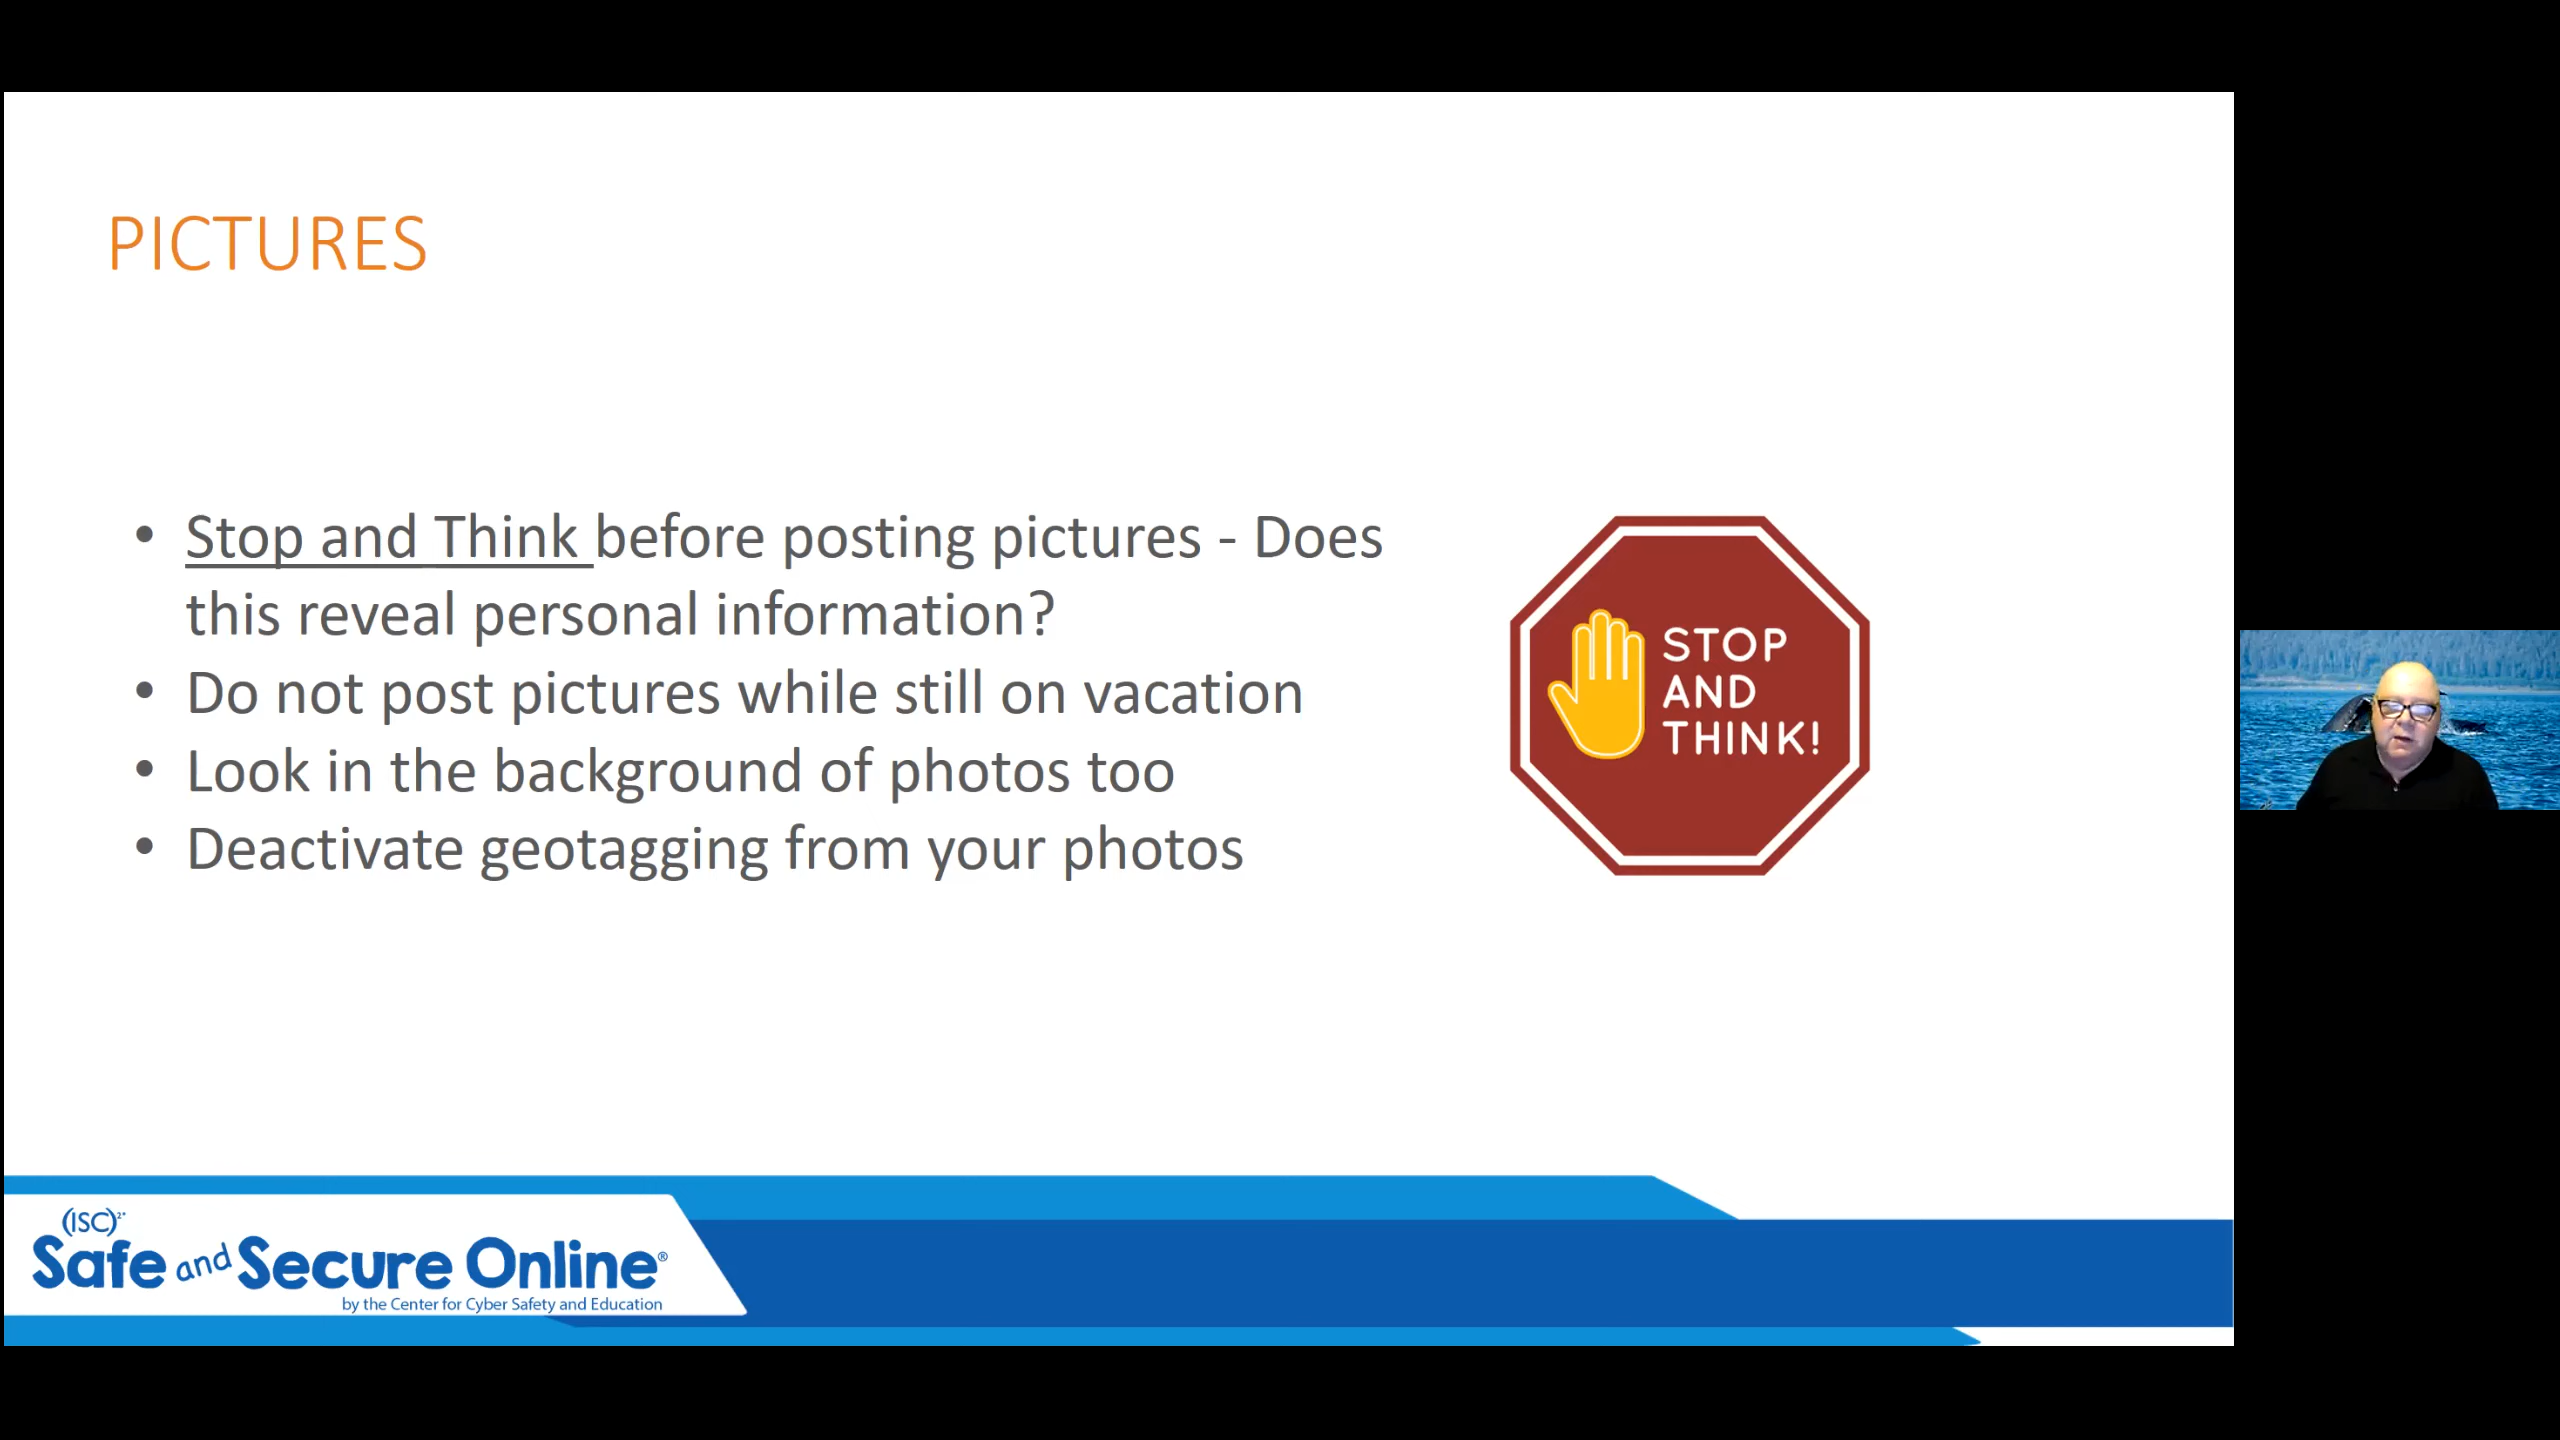 PICTURES
• Stop and Think before posting pictures - Does
this reveal personal information?
• Do not post pictures while still on vacation
• Look in the background of photos too
• Deactivate geotagging from your photos
STOP
AND
THINK!
(ISC)²®
Safe and Secure Online®
by the Center for Cyber Safety and Education